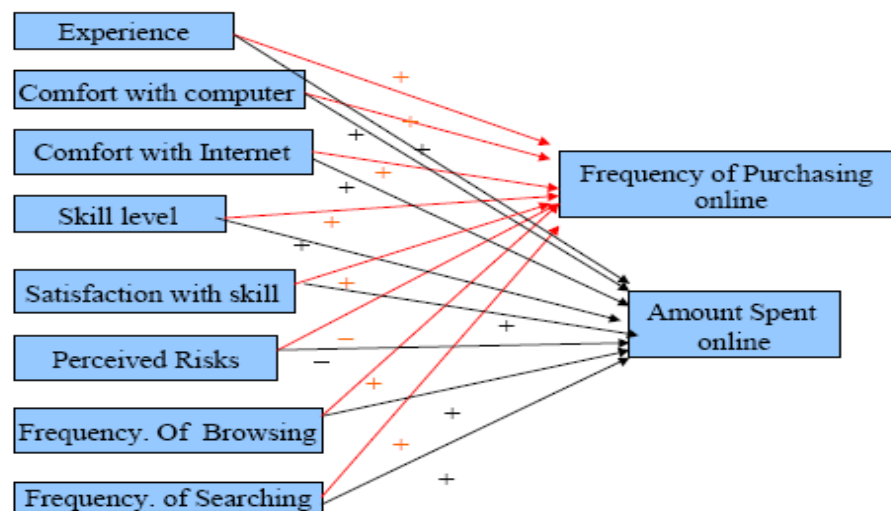 Experience
Comfort with computer
Comfort with Internet
Skill level
Satisfaction with skill
Perceived Risks
Frequency. Of Browsing
Frequency. of Searching
+
+
+
+
+
+
+
+
+
+
−
−
+
+
+
+
Frequency of Purchasing
online
Amount Spent
online